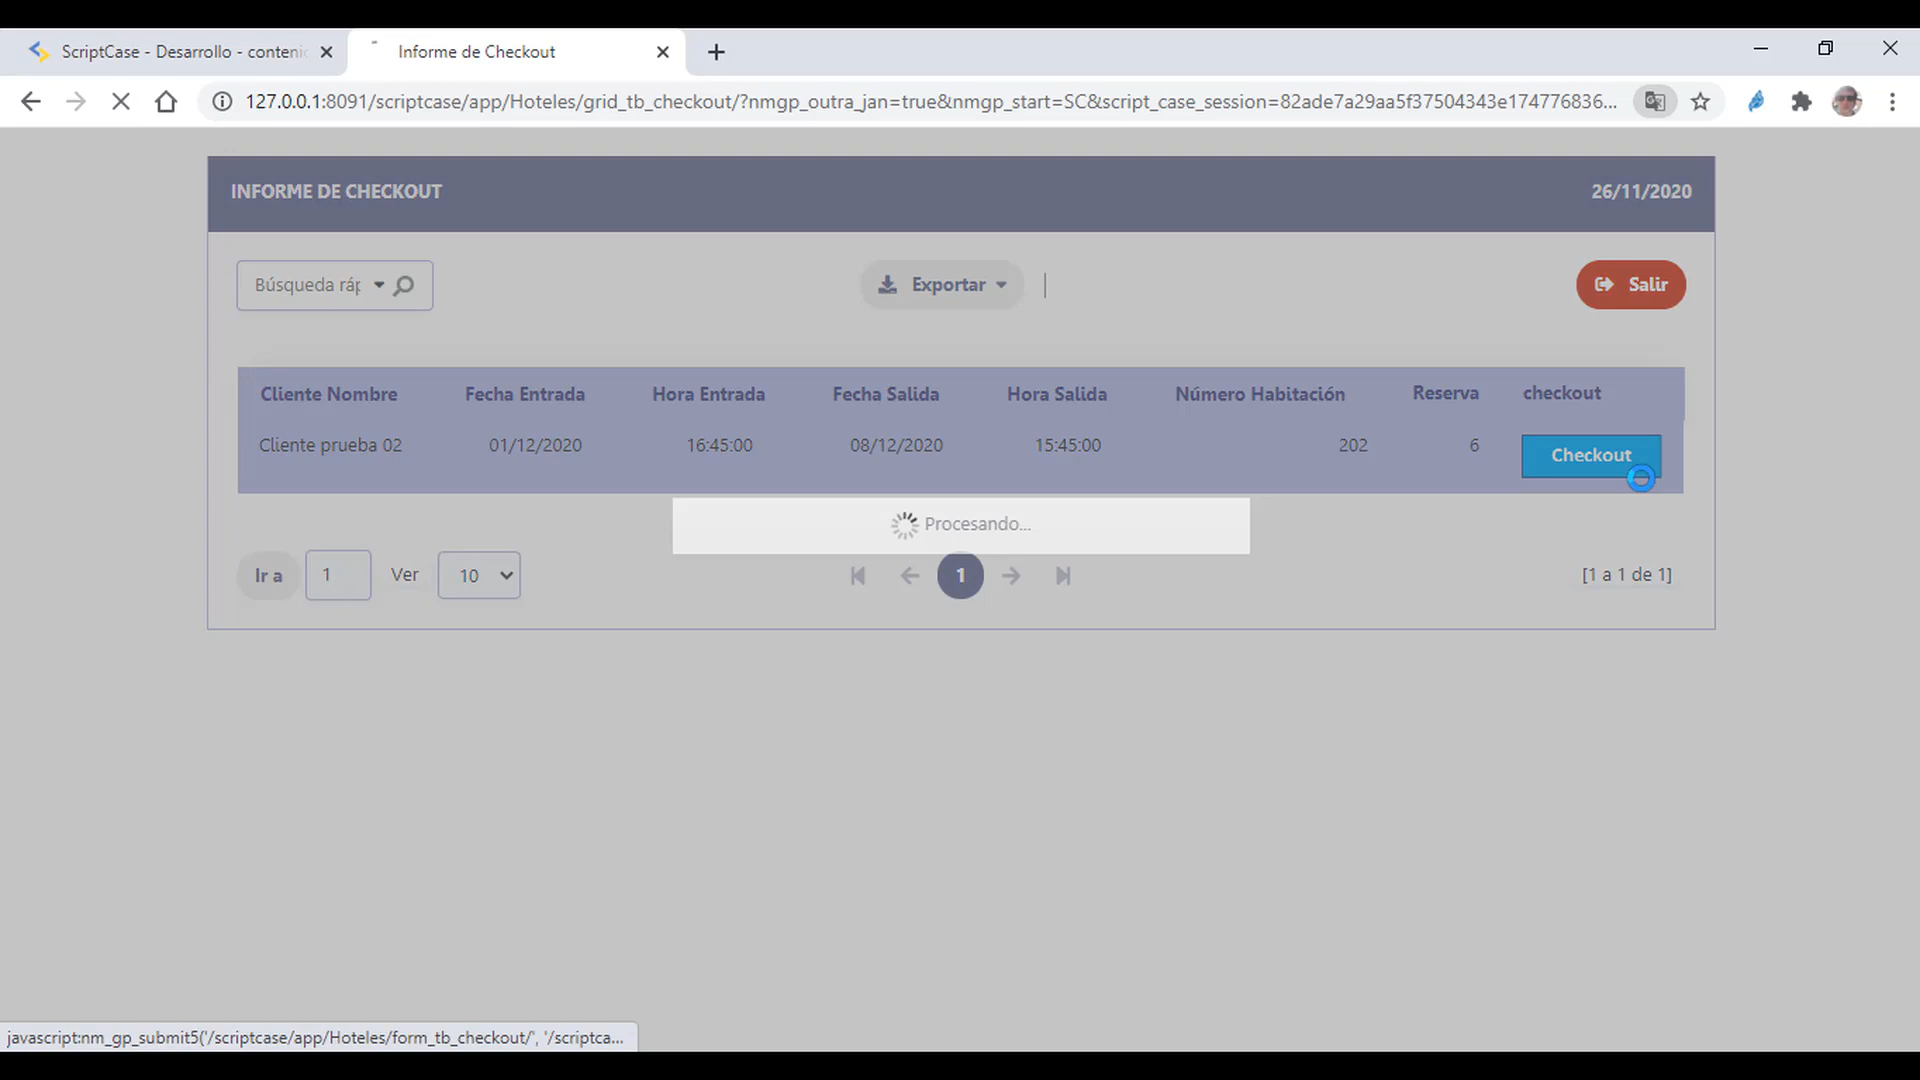 ScriptCase - Desarrollo - conteni
Informe de Checkout
127.0.0.1:8091/scriptcase/app/Hoteles/grid_tb_checkout/?nmgp_outra_jan=true&nmgp_start=SC&script_case_session=82ade7a29aa5f37504343e174776836...
INFORME DE CHECKOUT 26/11/2020
Búsqueda ráp Exportar Salir
Cliente Nombre Fecha Entrada Hora Entrada Fecha Salida Hora Salida Número Habitación Reserva checkout
Cliente prueba 02 01/12/2020 16:45:00 08/12/2020 15:45:00 202 6 Checkout
Procesando...
Ir a 1 Ver 10 1 [1 a 1 de 1]
javascript:nm_gp_submit5('/scriptcase/app/Hoteles/form_tb_checkout/', '/scriptca...